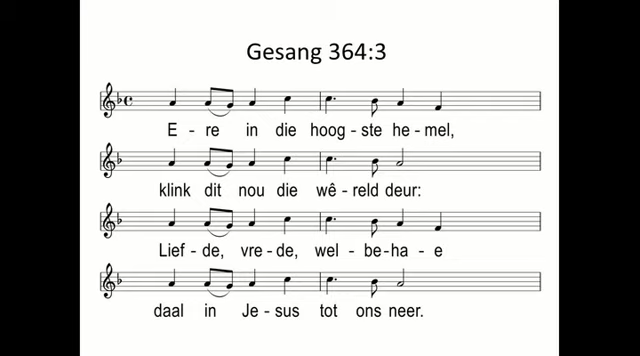 Gesang 364:3
E - re in die hoog - ste he - mel,
klink dit nou die wê - reld deur:
Lief - de, vre - de, wel - be - ha - e
daal in Je - sus tot ons neer.